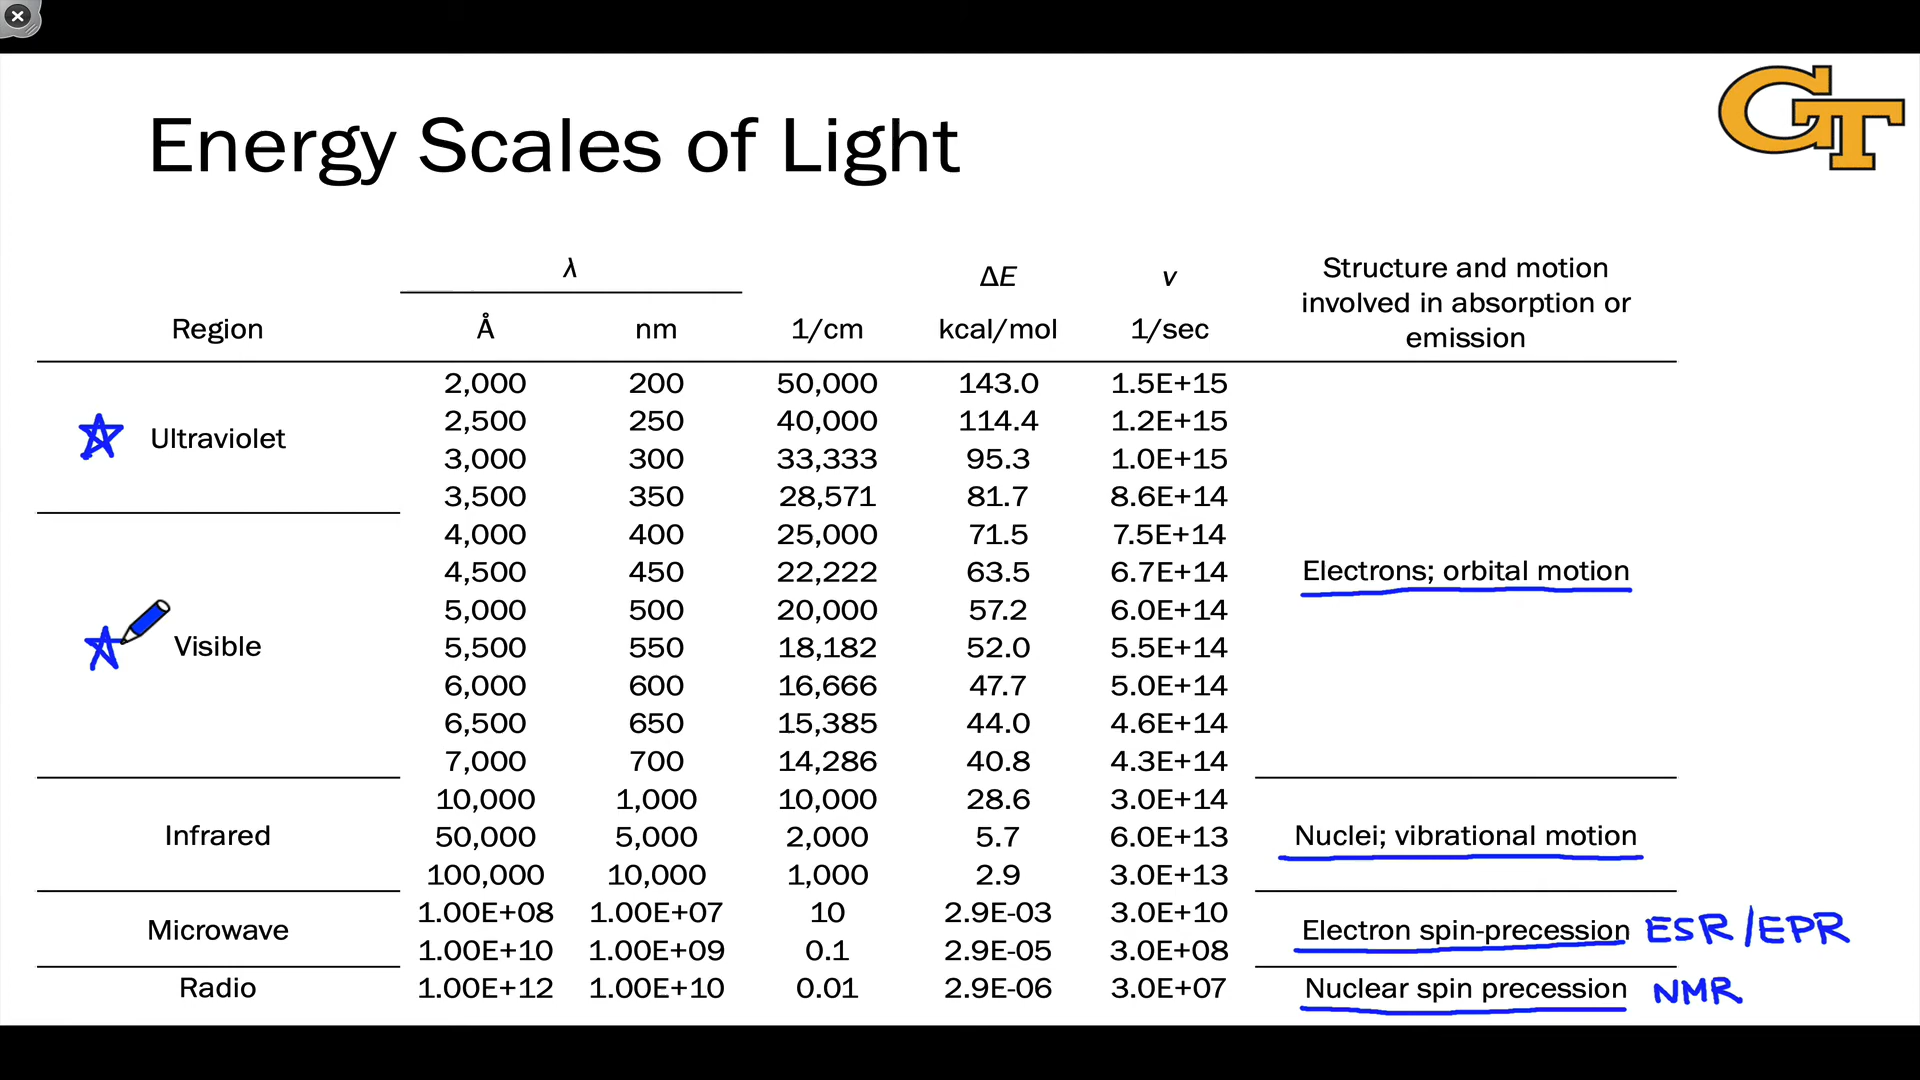 GT
Energy Scales of Light
λ ΔE ν Structure and motion
involved in absorption or
emission
Region Å nm 1/cm kcal/mol 1/sec
2,000 200 50,000 143.0 1.5E+15
2,500 250 40,000 114.4 1.2E+15
Ultraviolet
3,000 300 33,333 95.3 1.0E+15
3,500 350 28,571 81.7 8.6E+14
4,000 400 25,000 71.5 7.5E+14
4,500 450 22,222 63.5 6.7E+14 Electrons; orbital motion
5,000 500 20,000 57.2 6.0E+14
Visible 5,500 550 18,182 52.0 5.5E+14
6,000 600 16,666 47.7 5.0E+14
6,500 650 15,385 44.0 4.6E+14
7,000 700 14,286 40.8 4.3E+14
10,000 1,000 10,000 28.6 3.0E+14
Infrared 50,000 5,000 2,000 5.7 6.0E+13 Nuclei; vibrational motion
100,000 10,000 1,000 2.9 3.0E+13
1.00E+08 1.00E+07 10 2.9E-03 3.0E+10
Microwave Electron spin-precession ESR/EPR
1.00E+10 1.00E+09 0.1 2.9E-05 3.0E+08
Radio 1.00E+12 1.00E+10 0.01 2.9E-06 3.0E+07 Nuclear spin precession NMR